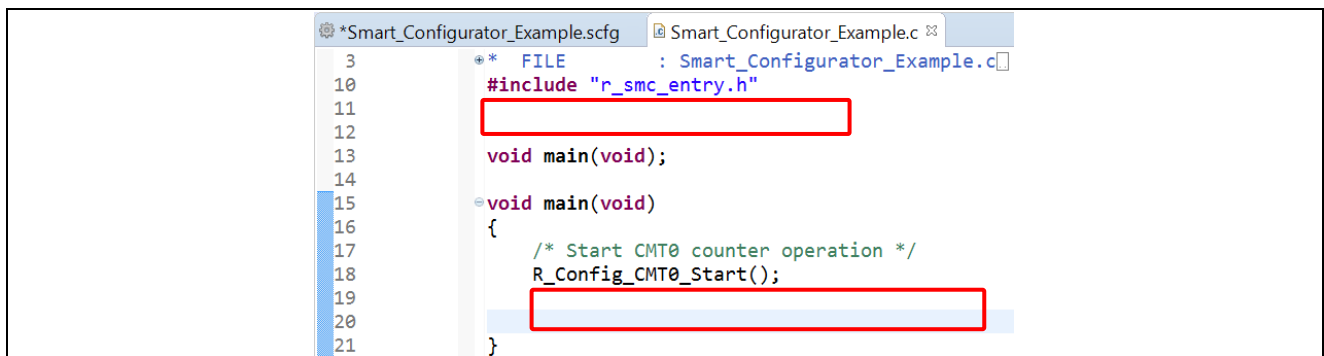 *Smart_Configurator_Example.scfg Smart_Configurator_Example.c
3 * FILE : Smart_Configurator_Example.c
10 #include "r_smc_entry.h"
11
12
13 void main(void);
14
15 void main(void)
16 {
17 /* Start CMT0 counter operation */
18 R_Config_CMT0_Start();
19
20
21 }